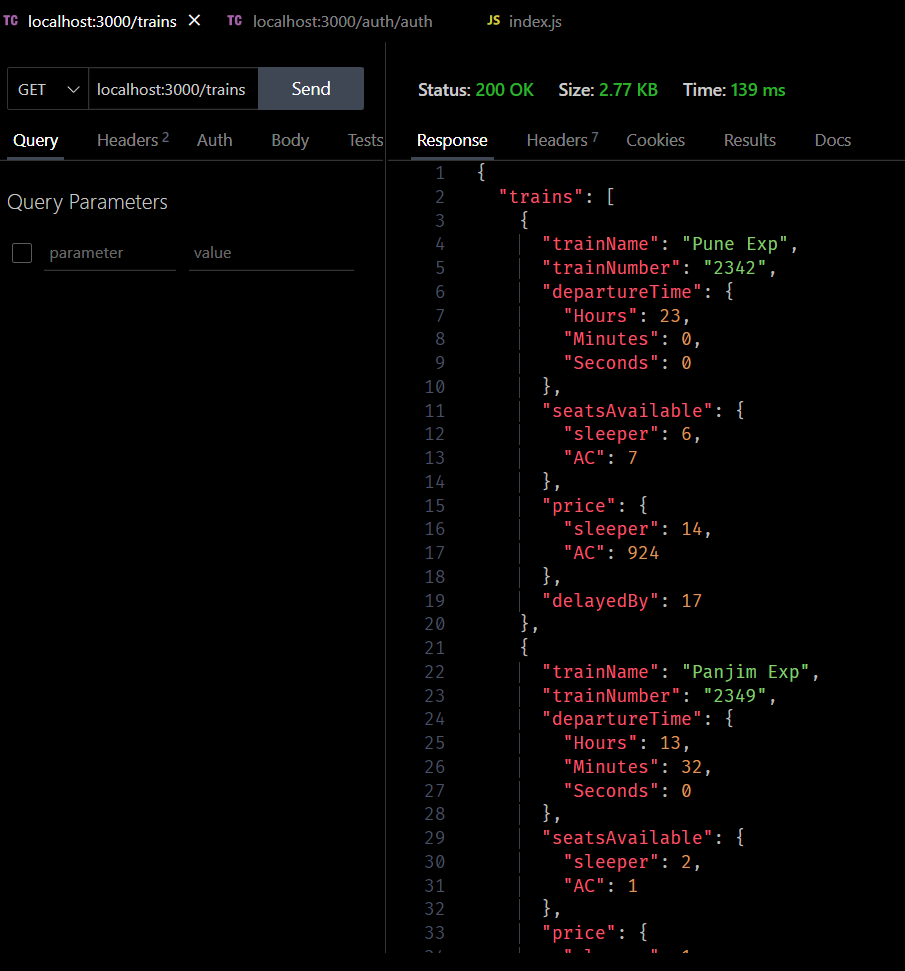 TC localhost:3000/trains × TC localhost:3000/auth/auth JS index.js
GET localhost:3000/trains Send
Query Headers 2 Auth Body Tests
Query Parameters
parameter value
Status: 200 OK Size: 2.77 KB Time: 139 ms
Response Headers 7 Cookies Results Docs
1 {
2 "trains": [
3 {
4 "trainName": "Pune Exp",
5 "trainNumber": "2342",
6 "departureTime": {
7 "Hours": 23,
8 "Minutes": 0,
9 "Seconds": 0
10 },
11 "seatsAvailable": {
12 "sleeper": 6,
13 "AC": 7
14 },
15 "price": {
16 "sleeper": 14,
17 "AC": 924
18 },
19 "delayedBy": 17
20 },
21 {
22 "trainName": "Panjim Exp",
23 "trainNumber": "2349",
24 "departureTime": {
25 "Hours": 13,
26 "Minutes": 32,
27 "Seconds": 0
28 },
29 "seatsAvailable": {
30 "sleeper": 2,
31 "AC": 1
32 },
33 "price": {